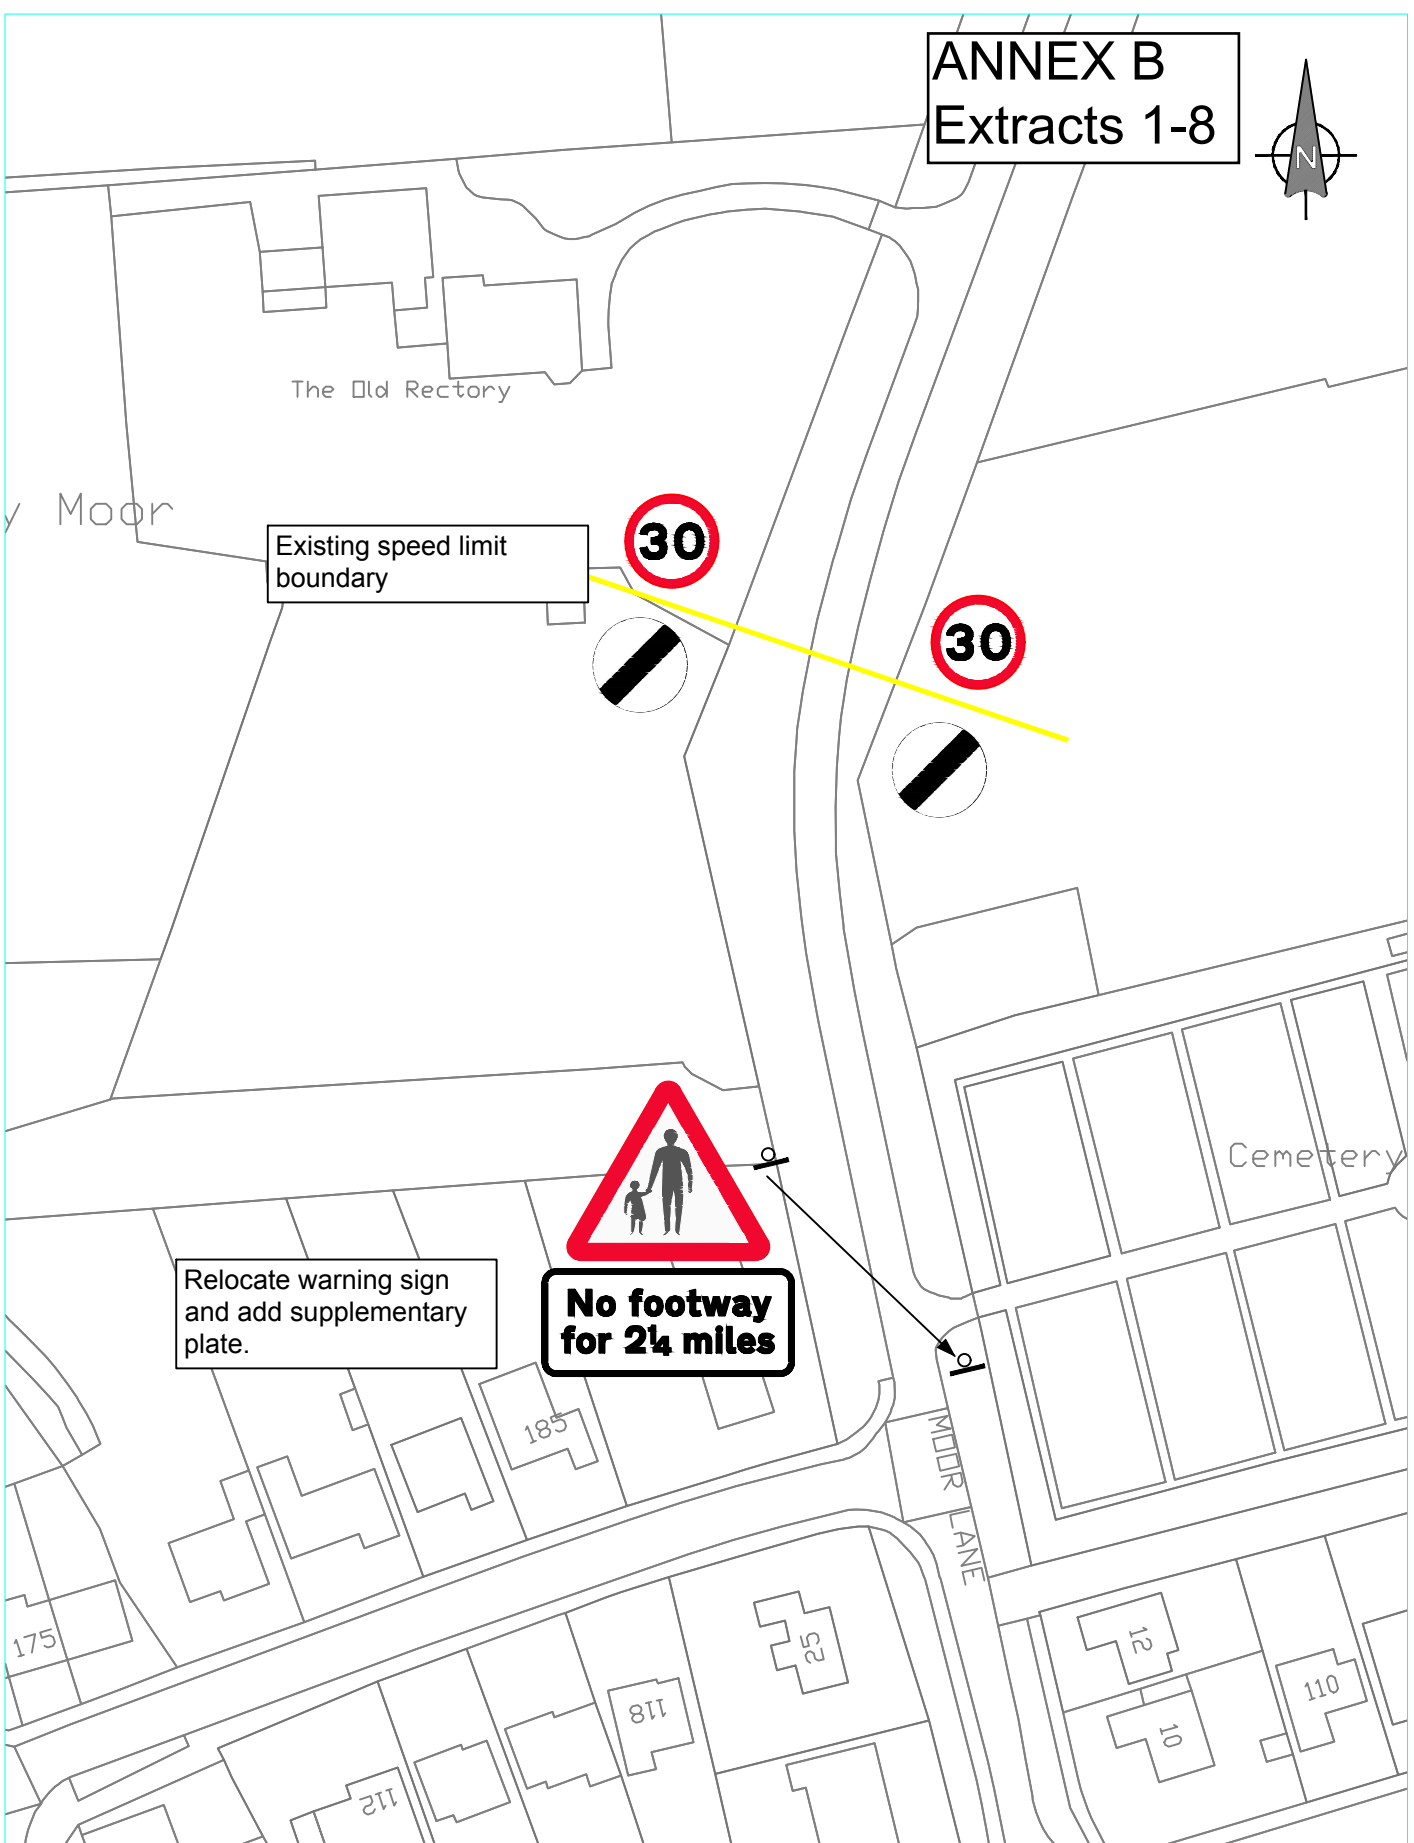 ANNEX B
Extracts 1-8
N
The Old Rectory
y Moor
Existing speed limit
boundary
30
30
Cemetery
Relocate warning sign
and add supplementary
plate.
No footway
for 2¼ miles
185
MOOR LANE
175
25
12
118
110
10
112